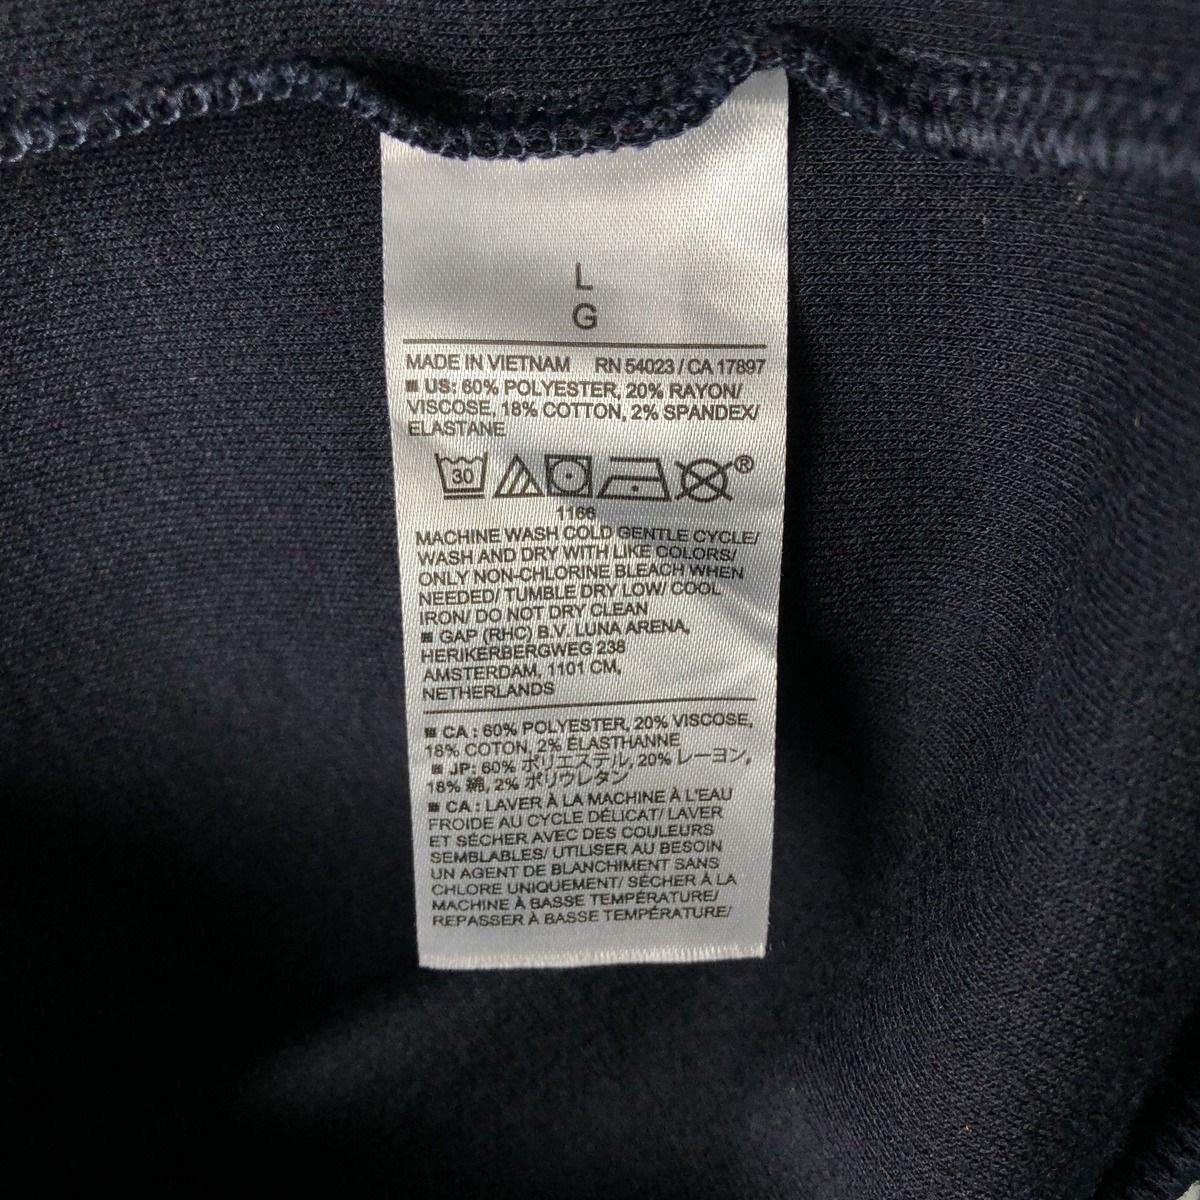 L
G
MADE IN VIETNAM RN 54023 / CA 17897
■ US: 60% POLYESTER, 20% RAYON/
VISCOSE, 18% COTTON, 2% SPANDEX/
ELASTANE
30 ®
1166
MACHINE WASH COLD GENTLE CYCLE/
WASH AND DRY WITH LIKE COLORS/
ONLY NON-CHLORINE BLEACH WHEN
NEEDED/ TUMBLE DRY LOW/ COOL
IRON/ DO NOT DRY CLEAN
■ GAP (RHC) B.V. LUNA ARENA,
HERIKERBERGWEG 238
AMSTERDAM, 1101 CM,
NETHERLANDS
■ CA : 60% POLYESTER, 20% VISCOSE,
18% COTON, 2% ÉLASTHANNE
■ JP: 60% ポリエステル, 20% レーヨン,
18% 綿, 2% ポリウレタン
■ CA : LAVER À LA MACHINE À L'EAU
FROIDE AU CYCLE DÉLICAT/ LAVER
ET SÉCHER AVEC DES COULEURS
SEMBLABLES/ UTILISER AU BESOIN
UN AGENT DE BLANCHIMENT SANS
CHLORE UNIQUEMENT/ SÉCHER À LA
MACHINE À BASSE TEMPÉRATURE/
REPASSER À BASSE TEMPÉRATURE/